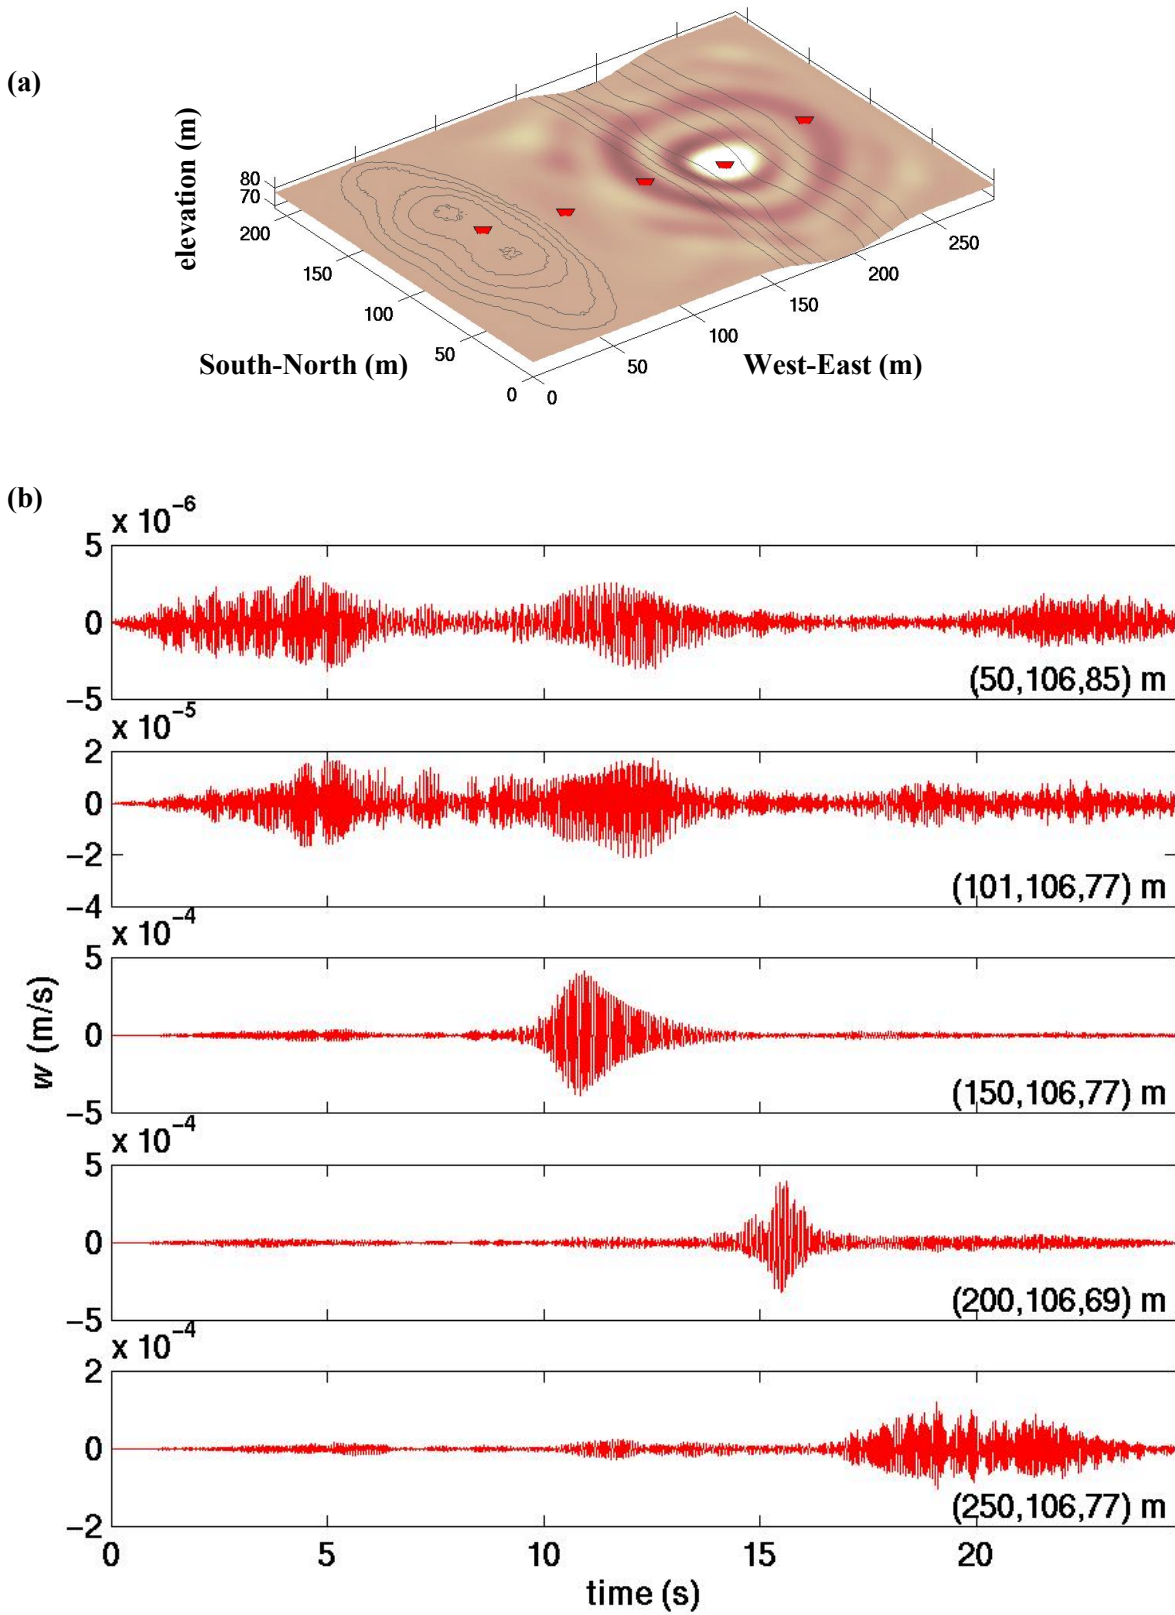 (a)
elevation (m)
80
70
200
150
100
50
0
South-North (m)
0
50
100
150
200
250
West-East (m)
(b)
x 10^-6
5
0
−5
(50,106,85) m
x 10^-5
2
0
−2
−4
(101,106,77) m
x 10^-4
5
0
−5
(150,106,77) m
x 10^-4
5
0
−5
(200,106,69) m
x 10^-4
2
0
−2
(250,106,77) m
w (m/s)
0 5 10 15 20
time (s)